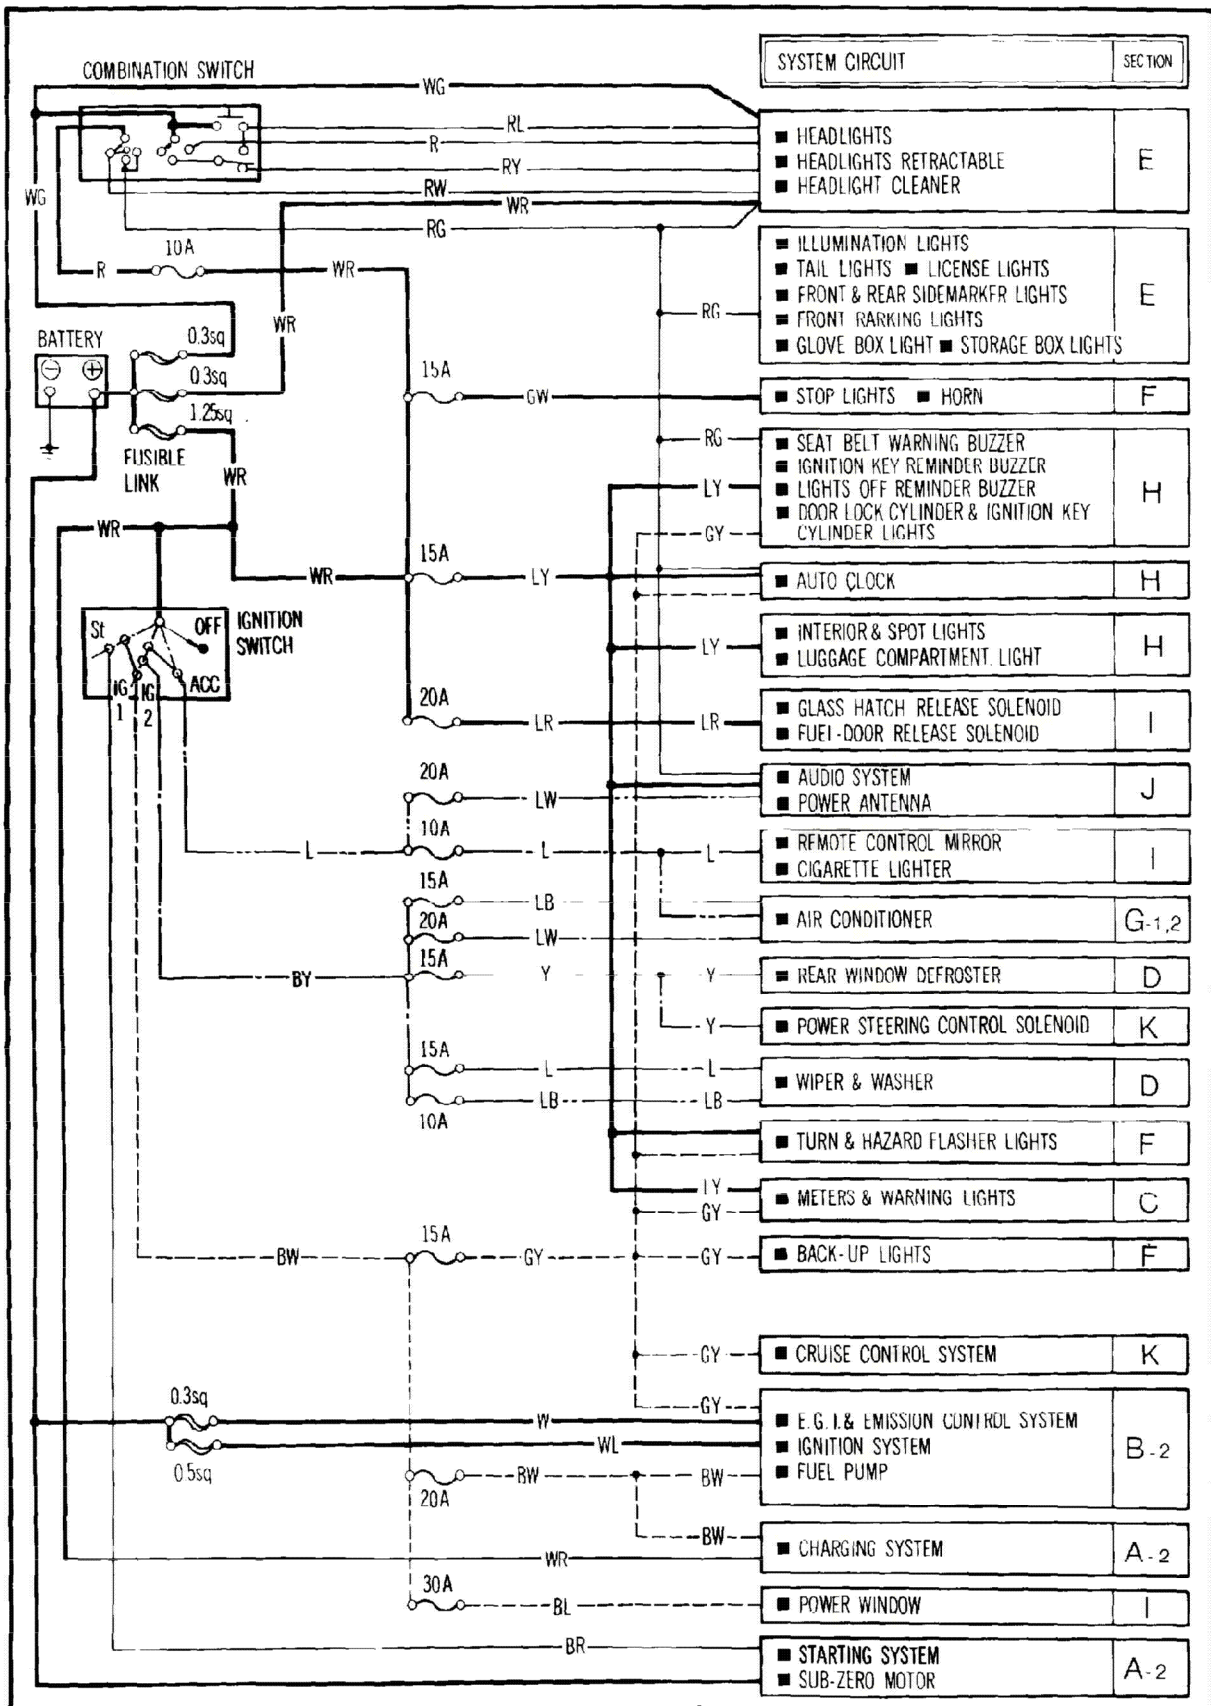 SYSTEM CIRCUIT
SECTION
COMBINATION SWITCH
WG
RL
R
RY
RW
WR
RG
■ HEADLIGHTS
■ HEADLIGHTS RETRACTABLE
■ HEADLIGHT CLEANER
E
WG
10A
R
WR
WR
RG
■ ILLUMINATION LIGHTS
■ TAIL LIGHTS ■ LICENSE LIGHTS
■ FRONT & REAR SIDEMARKER LIGHTS
■ FRONT RARKING LIGHTS
■ GLOVE BOX LIGHT ■ STORAGE BOX LIGHTS
E
BATTERY
⊖ ⊕
0.3sq
0.3sq
1.25sq
FUSIBLE
LINK
WR
15A
GW
■ STOP LIGHTS ■ HORN
F
RG
LY
GY
■ SEAT BELT WARNING BUZZER
■ IGNITION KEY REMINDER BUZZER
■ LIGHTS OFF REMINDER BUZZER
■ DOOR LOCK CYLINDER & IGNITION KEY
CYLINDER LIGHTS
H
WR
WR
15A
LY
■ AUTO CLOCK
H
St
OFF
IG
1
IG
2
ACC
IGNITION
SWITCH
LY
■ INTERIOR & SPOT LIGHTS
■ LUGGAGE COMPARTMENT LIGHT
H
20A
LR
LR
■ GLASS HATCH RELEASE SOLENOID
■ FUEL-DOOR RELEASE SOLENOID
I
20A
LW
■ AUDIO SYSTEM
■ POWER ANTENNA
J
L
10A
L
L
■ REMOTE CONTROL MIRROR
■ CIGARETTE LIGHTER
I
15A
LB
20A
LW
■ AIR CONDITIONER
G-1,2
BY
15A
Y
Y
■ REAR WINDOW DEFROSTER
D
Y
■ POWER STEERING CONTROL SOLENOID
K
15A
L
L
10A
LB
LB
■ WIPER & WASHER
D
■ TURN & HAZARD FLASHER LIGHTS
F
LY
GY
■ METERS & WARNING LIGHTS
C
BW
15A
GY
GY
■ BACK-UP LIGHTS
F
GY
■ CRUISE CONTROL SYSTEM
K
0.3sq
0.5sq
W
WL
GY
20A
BW
BW
■ E.G.I. & EMISSION CONTROL SYSTEM
■ IGNITION SYSTEM
■ FUEL PUMP
B-2
BW
WR
■ CHARGING SYSTEM
A-2
30A
BL
■ POWER WINDOW
I
BR
■ STARTING SYSTEM
■ SUB-ZERO MOTOR
A-2